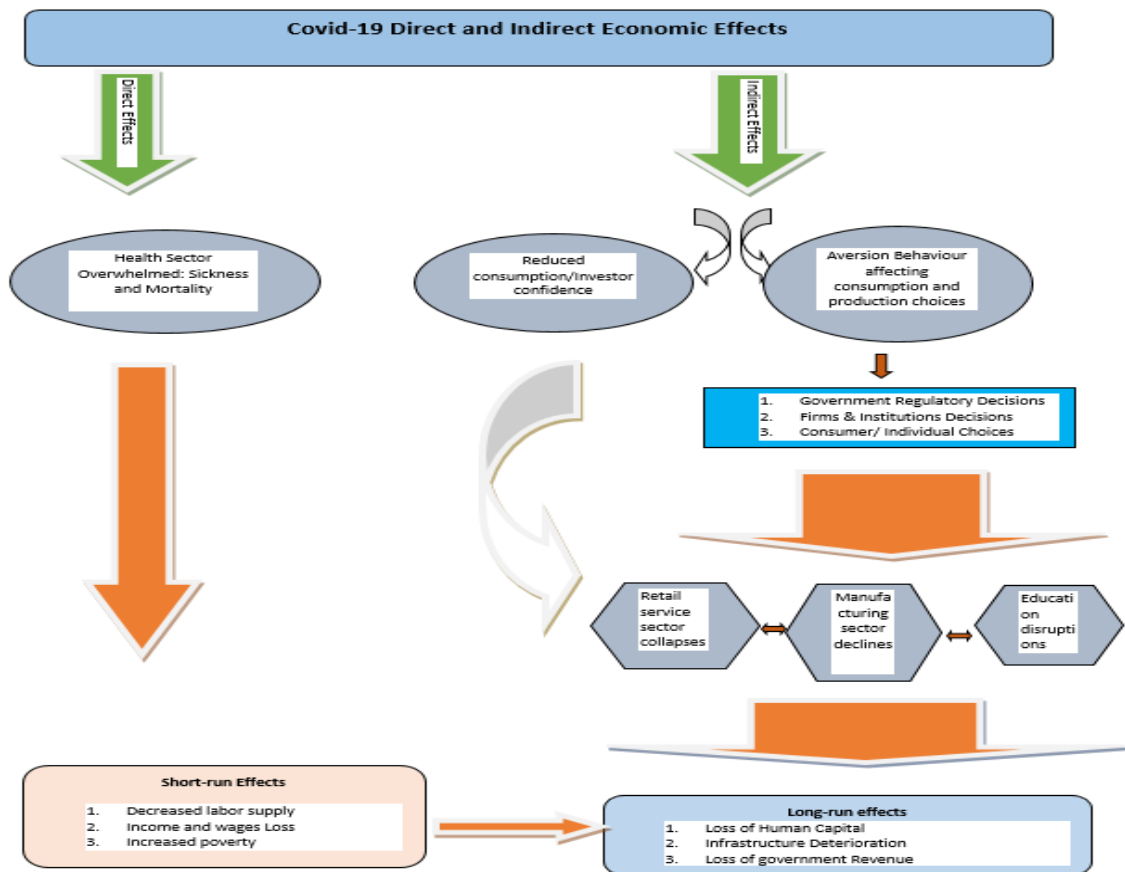 Covid-19 Direct and Indirect Economic Effects
Direct Effects
Indirect Effects
Health Sector
Overwhelmed: Sickness
and Mortality
Reduced
consumption/Investor
confidence
Aversion Behaviour
affecting
consumption and
production choices
1. Government Regulatory Decisions
2. Firms & Institutions Decisions
3. Consumer/ Individual Choices
Retail
service
sector
collapses
Manufa
cturing
sector
declines
Educati
on
disrupti
ons
Short-run Effects
1. Decreased labor supply
2. Income and wages Loss
3. Increased poverty
Long-run effects
1. Loss of Human Capital
2. Infrastructure Deterioration
3. Loss of government Revenue